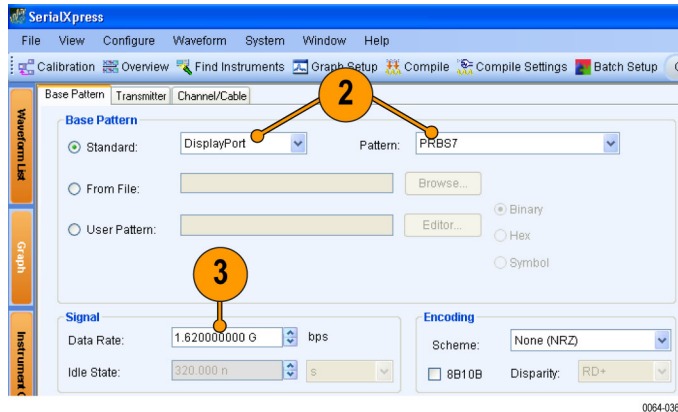 SerialXpress
File View Configure Waveform System Window Help
Calibration Overview Find Instruments Graph Setup Compile Compile Settings Batch Setup
Base Pattern Transmitter Channel/Cable
2
Waveform List
Graph
Instrument
Base Pattern
Standard: DisplayPort Pattern: PRBS7
From File: Browse...
User Pattern: Editor... Binary
Hex
Symbol
3
Signal
Data Rate: 1.620000000 G bps
Idle State: 320.000 n s
Encoding
Scheme: None (NRZ)
8B10B Disparity: RD+
0064-036